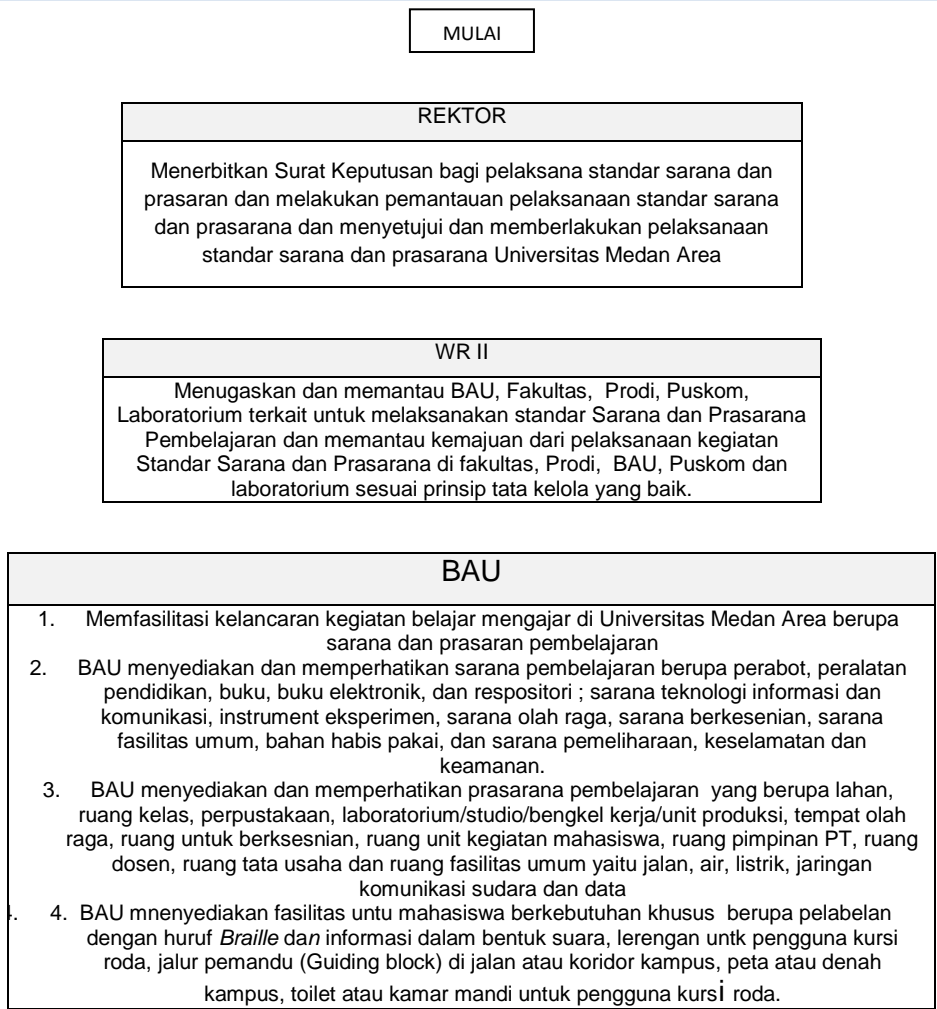 MULAI
REKTOR
Menerbitkan Surat Keputusan bagi pelaksana standar sarana dan
prasaran dan melakukan pemantauan pelaksanaan standar sarana
dan prasarana dan menyetujui dan memberlakukan pelaksanaan
standar sarana dan prasarana Universitas Medan Area
WR II
Menugaskan dan memantau BAU, Fakultas, Prodi, Puskom,
Laboratorium terkait untuk melaksanakan standar Sarana dan Prasarana
Pembelajaran dan memantau kemajuan dari pelaksanaan kegiatan
Standar Sarana dan Prasarana di fakultas, Prodi, BAU, Puskom dan
laboratorium sesuai prinsip tata kelola yang baik.
BAU
1. Memfasilitasi kelancaran kegiatan belajar mengajar di Universitas Medan Area berupa
sarana dan prasaran pembelajaran
2. BAU menyediakan dan memperhatikan sarana pembelajaran berupa perabot, peralatan
pendidikan, buku, buku elektronik, dan respositori ; sarana teknologi informasi dan
komunikasi, instrument eksperimen, sarana olah raga, sarana berkesenian, sarana
fasilitas umum, bahan habis pakai, dan sarana pemeliharaan, keselamatan dan
keamanan.
3. BAU menyediakan dan memperhatikan prasarana pembelajaran yang berupa lahan,
ruang kelas, perpustakaan, laboratorium/studio/bengkel kerja/unit produksi, tempat olah
raga, ruang untuk berksesnian, ruang unit kegiatan mahasiswa, ruang pimpinan PT, ruang
dosen, ruang tata usaha dan ruang fasilitas umum yaitu jalan, air, listrik, jaringan
komunikasi sudara dan data
4. 4. BAU mnenyediakan fasilitas untu mahasiswa berkebutuhan khusus berupa pelabelan
dengan huruf Braille dan informasi dalam bentuk suara, lerengan untk pengguna kursi
roda, jalur pemandu (Guiding block) di jalan atau koridor kampus, peta atau denah
kampus, toilet atau kamar mandi untuk pengguna kursi roda.